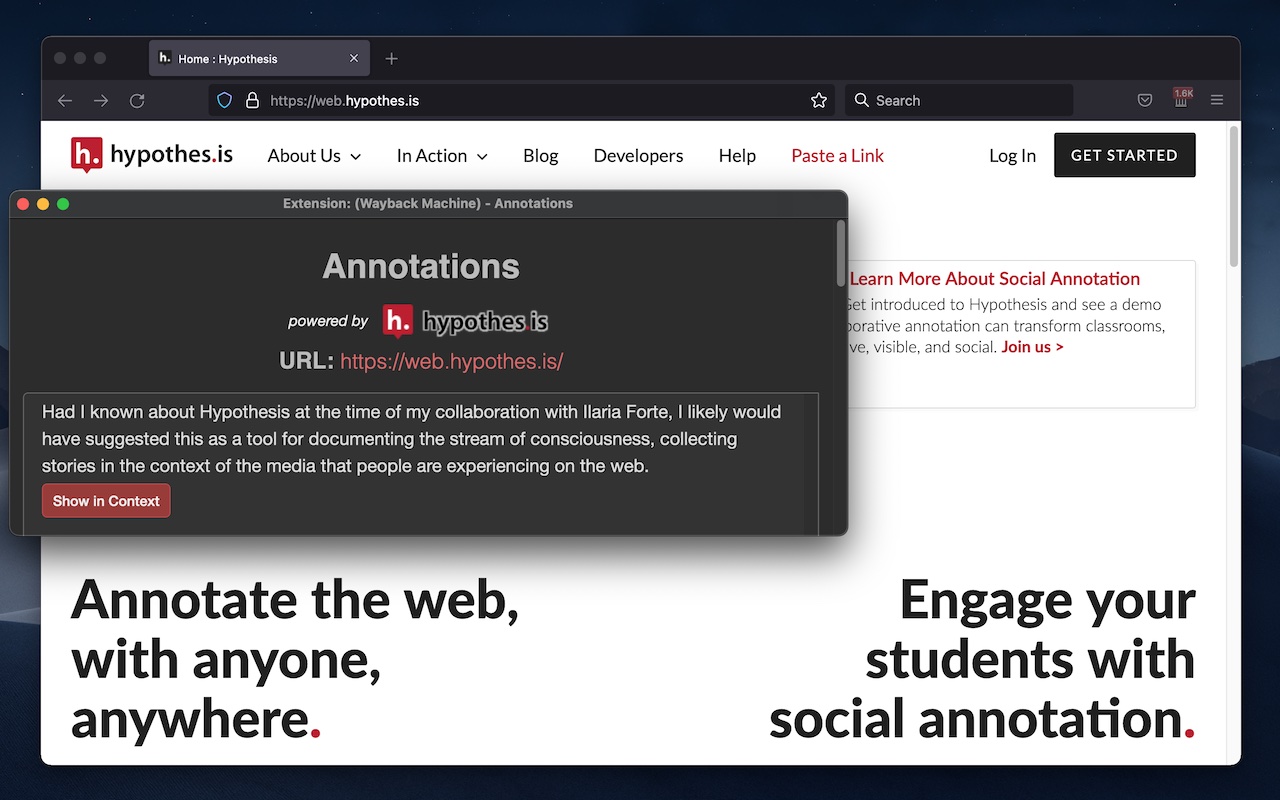 h. Home : Hypothesis
https://web.hypothes.is
Search
1.6K
h. hypothes.is
About Us
In Action
Blog
Developers
Help
Paste a Link
Log In
GET STARTED
Extension: (Wayback Machine) - Annotations
Annotations
powered by h. hypothes.is
URL: https://web.hypothes.is/
Had I known about Hypothesis at the time of my collaboration with Ilaria Forte, I likely would
have suggested this as a tool for documenting the stream of consciousness, collecting
stories in the context of the media that people are experiencing on the web.
Show in Context
Learn More About Social Annotation
Get introduced to Hypothesis and see a demo
annotation can transform classrooms,
visible, and social. Join us >
Annotate the web,
with anyone,
anywhere.
Engage your
students with
social annotation.